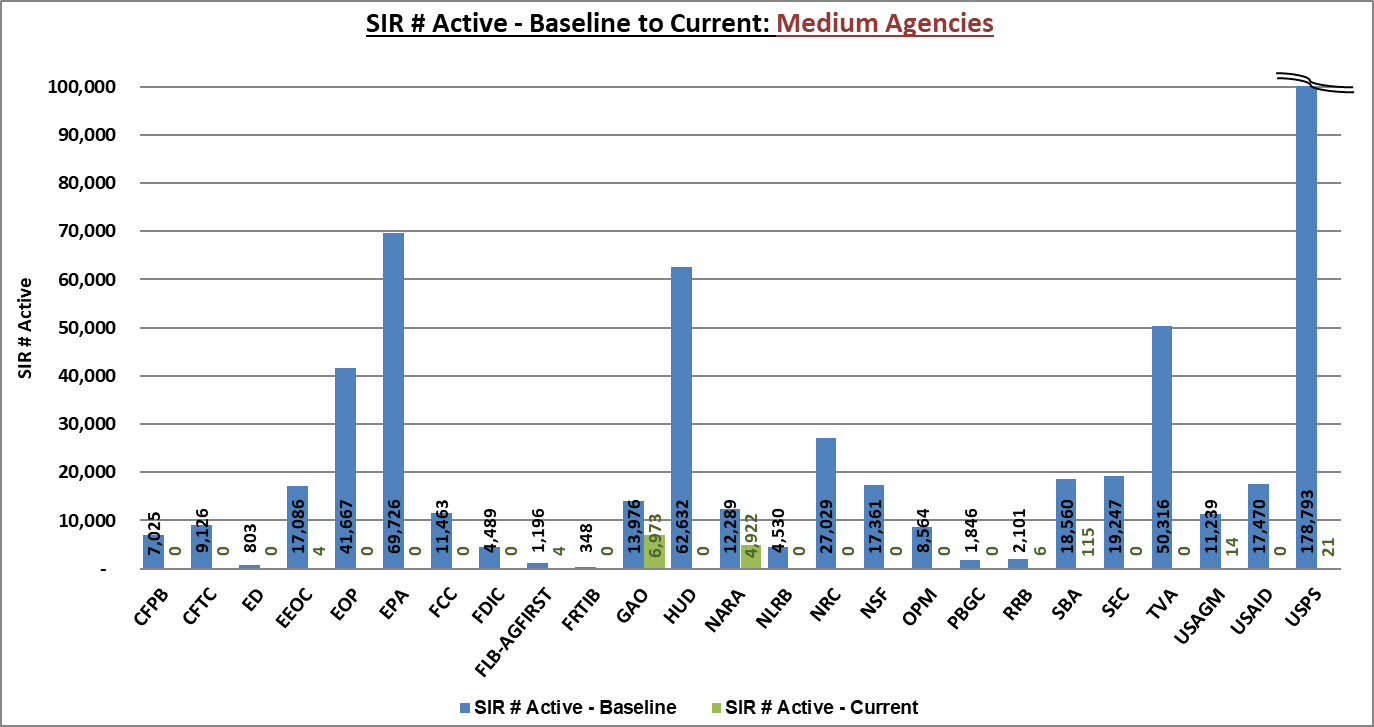 SIR # Active - Baseline to Current: Medium Agencies
SIR # Active
100,000
90,000
80,000
70,000
60,000
50,000
40,000
30,000
20,000
10,000
-
7,025 0 9,126 0 803 0 17,086 4 41,667 0 69,726 0 11,463 0 4,489 0 1,196 4 348 0 13,976 6,973 62,632 0 12,289 4,922 4,530 0 27,029 0 17,361 0 8,564 0 1,846 0 2,101 6 18,560 115 19,247 0 50,316 0 11,239 14 17,470 0 178,793 21
CFPB CFTC ED EEOC EOP EPA FCC FDIC FLB-AGFIRST FRTIB GAO HUD NARA NLRB NRC NSF OPM PBGC RRB SBA SEC TVA USAGM USAID USPS
SIR # Active - Baseline SIR # Active - Current